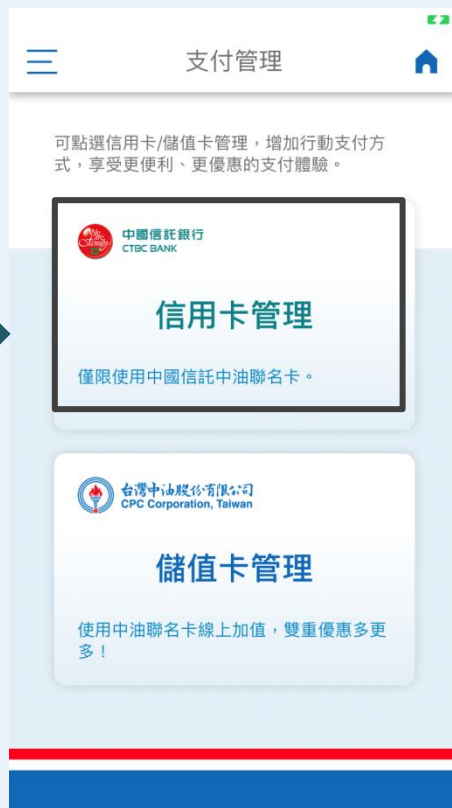 支付管理
可點選信用卡/儲值卡管理，增加行動支付方
式，享受更便利、更優惠的支付體驗。
We Are Family
中國信託銀行
CTBC BANK
信用卡管理
僅限使用中國信託中油聯名卡。
台灣中油股份有限公司
CPC Corporation, Taiwan
儲值卡管理
使用中油聯名卡線上加值，雙重優惠多更
多！